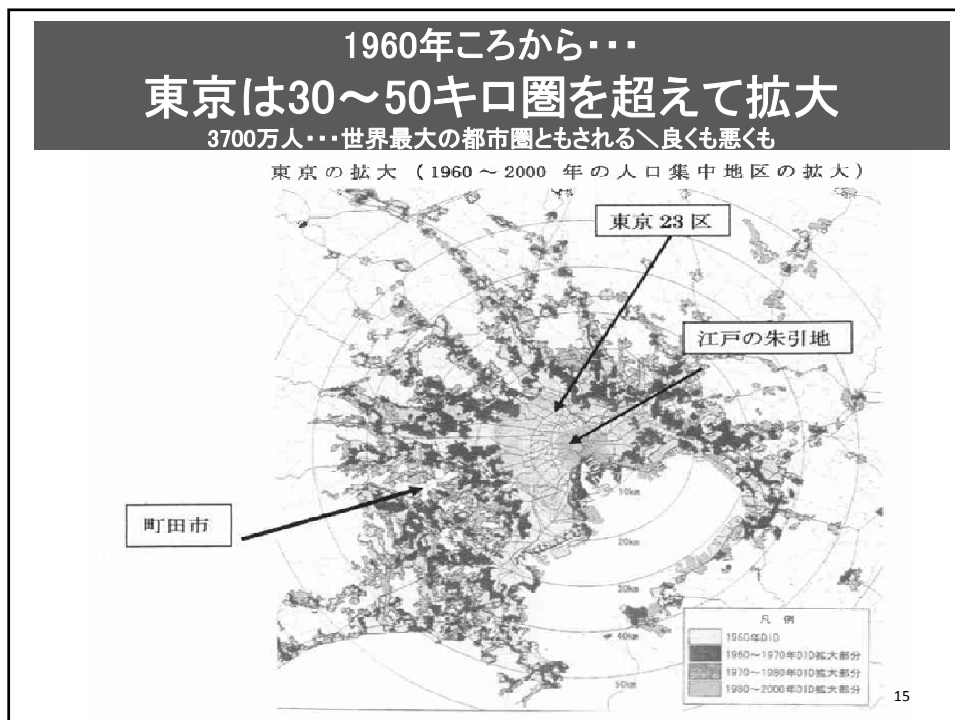 1960年ころから・・・
東京は30～50キロ圏を超えて拡大
3700万人・・・世界最大の都市圏ともされる＼良くも悪くも
東京の拡大（1960～2000 年の人口集中地区の拡大）
東京 23 区
江戸の朱引地
町田市
10km
20km
30km
40km
50km
凡 例
1960年DID
1960～1970年DID拡大部分
1970～1980年DID拡大部分
1980～2000年DID拡大部分
15